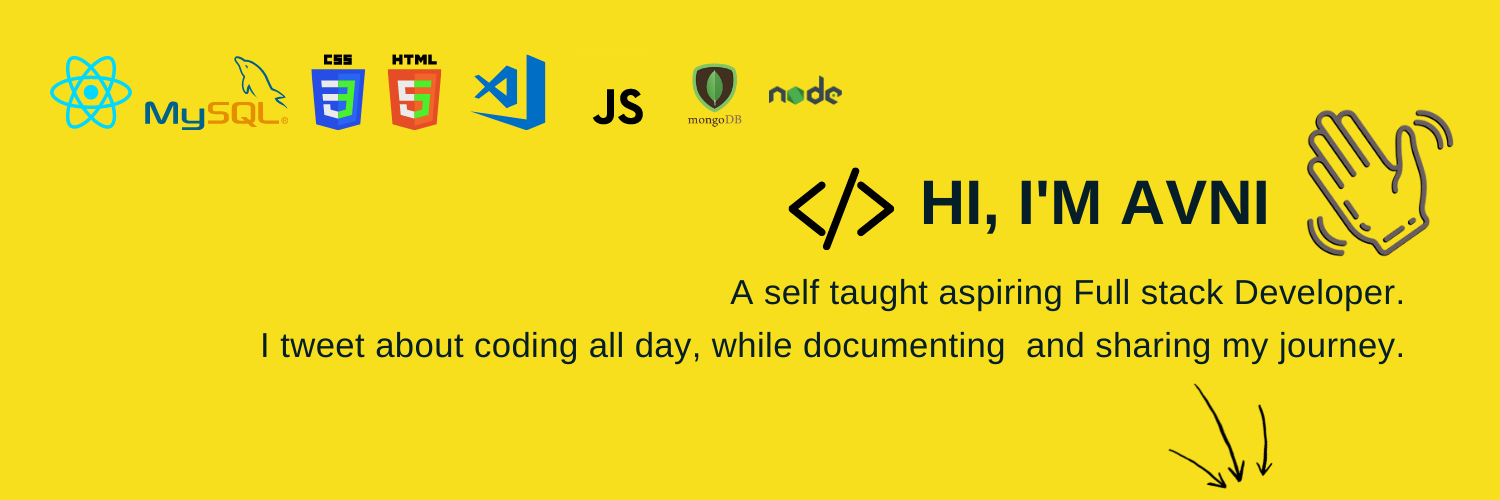 CSS HTML
3 5
MySQL®
JS
mongoDB
node
</> HI, I'M AVNI
A self taught aspiring Full stack Developer.
I tweet about coding all day, while documenting  and sharing my journey.